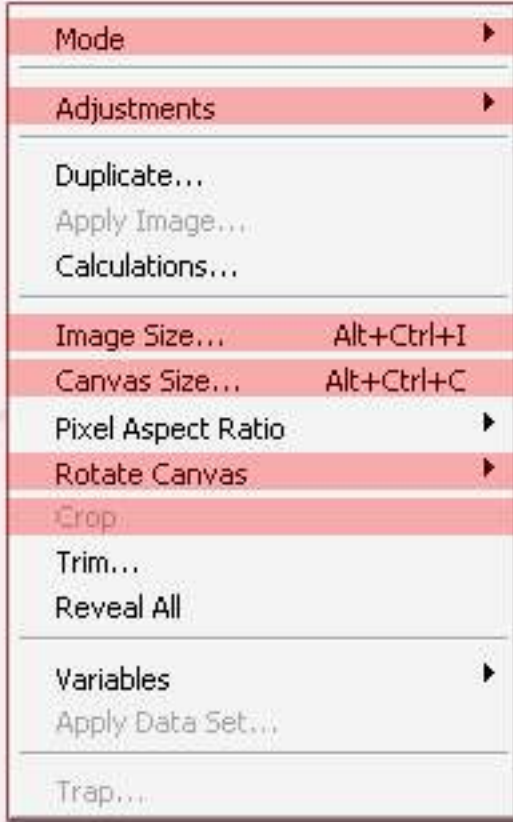 Mode
Adjustments
Duplicate...
Apply Image...
Calculations...
Image Size... Alt+Ctrl+I
Canvas Size... Alt+Ctrl+C
Pixel Aspect Ratio
Rotate Canvas
Crop
Trim...
Reveal All
Variables
Apply Data Set...
Trap...